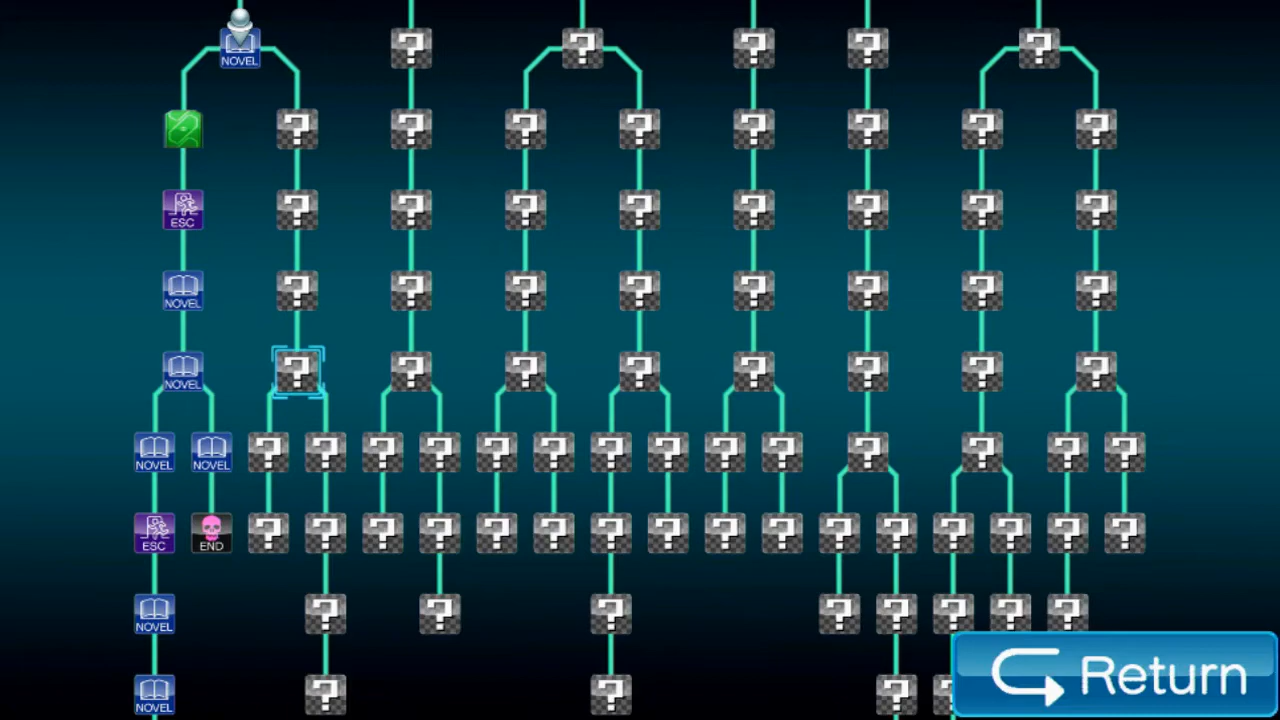 NOVEL ? ? ? ? ?
? ? ? ? ? ? ? ?
ESC ? ? ? ? ? ? ? ?
NOVEL ? ? ? ? ? ? ? ?
NOVEL ? ? ? ? ? ? ? ?
NOVEL NOVEL ? ? ? ? ? ? ? ? ? ? ? ? ? ?
ESC END ? ? ? ? ? ? ? ? ? ? ? ? ? ? ? ?
NOVEL ? ? ? ? ? ? ? ?
NOVEL ? ? ? ?
Return